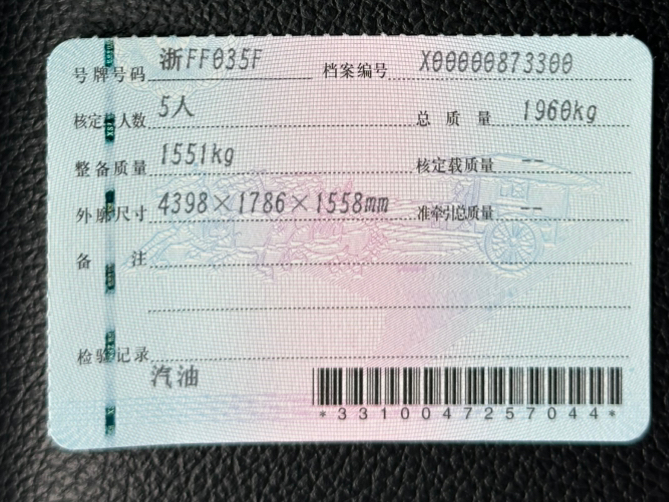 号牌号码 浙FF035F 档案编号 X00000873300
核定载人数 5人 总质量 1960kg
整备质量 1551kg 核定载质量 --
外廓尺寸 4398×1786×1558mm 准牵引总质量 --
备注
检验记录
汽油
*3310047257044*